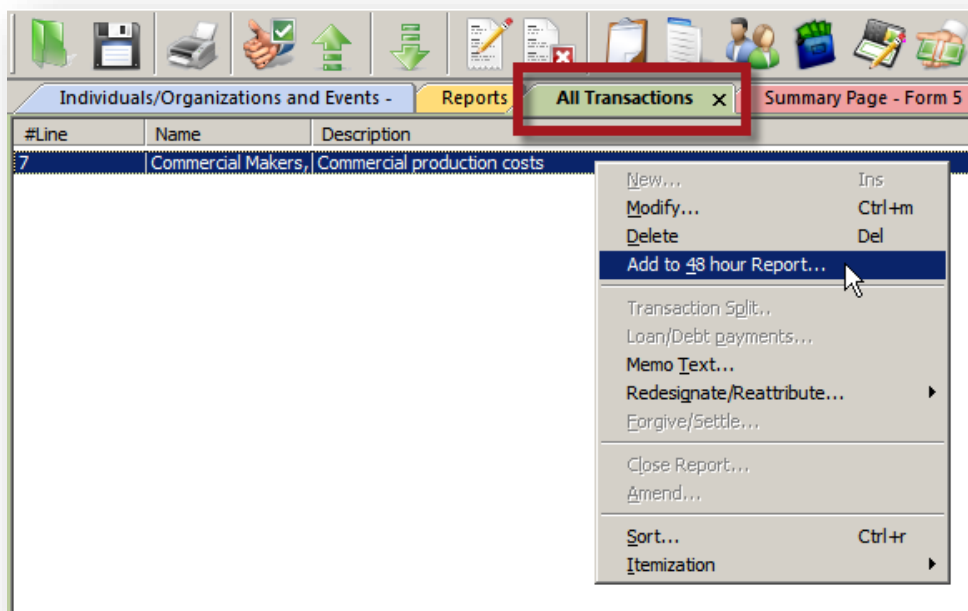 Individuals/Organizations and Events - Reports All Transactions x Summary Page - Form 5
#Line Name Description
7 Commercial Makers, Commercial production costs
New... Ins
Modify... Ctrl+m
Delete Del
Add to 48 hour Report...
Transaction Split..
Loan/Debt payments...
Memo Text...
Redesignate/Reattribute...
Forgive/Settle...
Close Report...
Amend...
Sort... Ctrl+r
Itemization